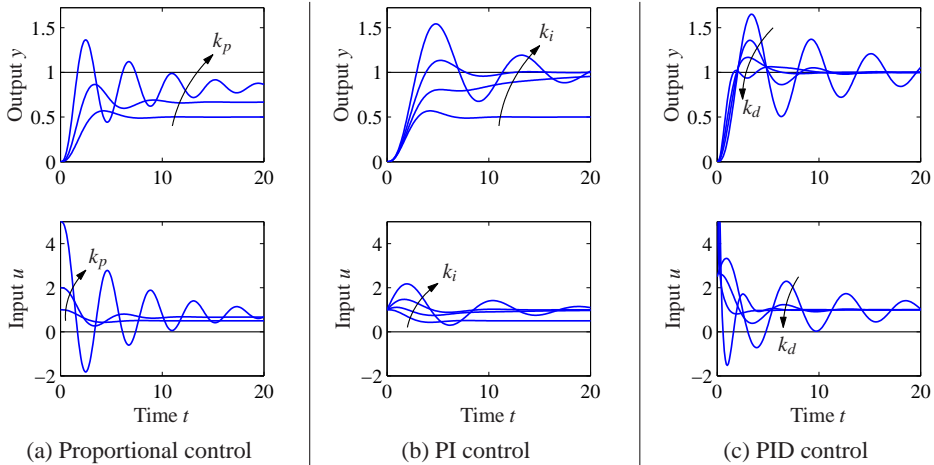 1.5
1
0.5
0
Output y
k_p
0 10 20
4
2
0
−2
Input u
k_p
0 10 20
Time t
(a) Proportional control
1.5
1
0.5
0
Output y
k_i
0 10 20
4
2
0
−2
Input u
k_i
0 10 20
Time t
(b) PI control
1.5
1
0.5
0
Output y
k_d
0 10 20
4
2
0
−2
Input u
k_d
0 10 20
Time t
(c) PID control